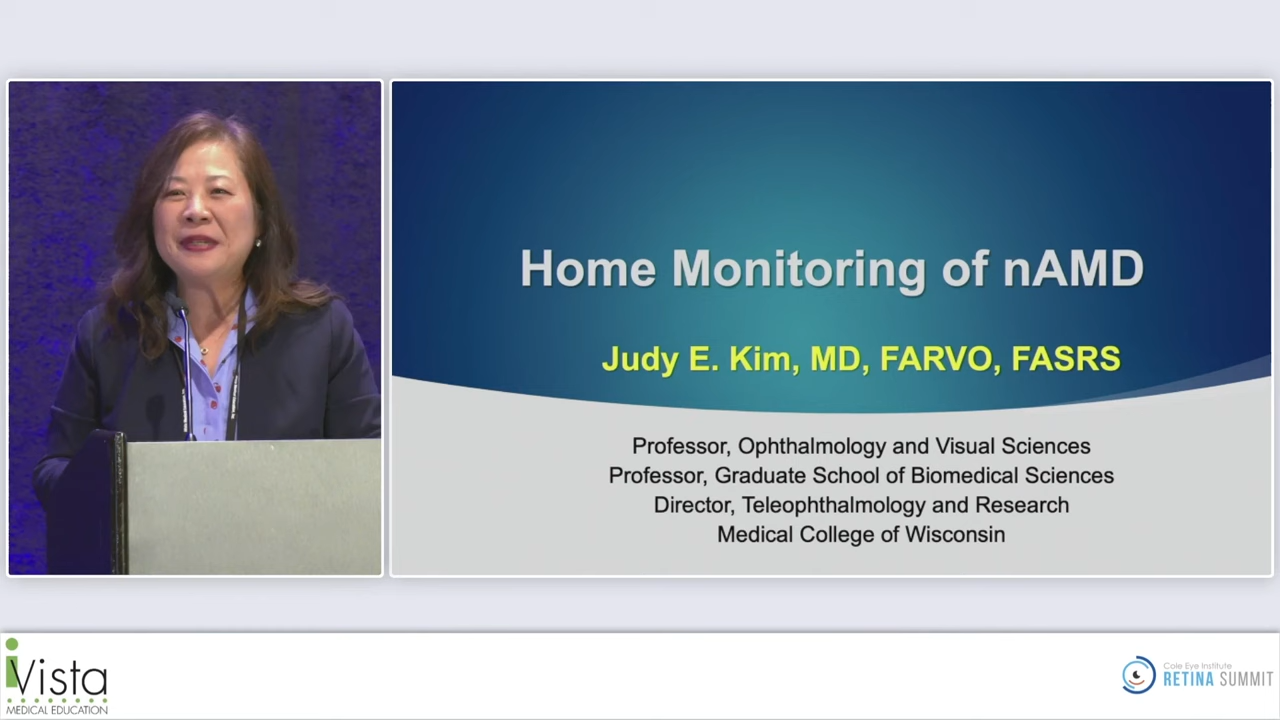 Home Monitoring of nAMD
Judy E. Kim, MD, FARVO, FASRS
Professor, Ophthalmology and Visual Sciences
Professor, Graduate School of Biomedical Sciences
Director, Teleophthalmology and Research
Medical College of Wisconsin
iVista
MEDICAL EDUCATION
Cole Eye Institute
RETINA SUMMIT